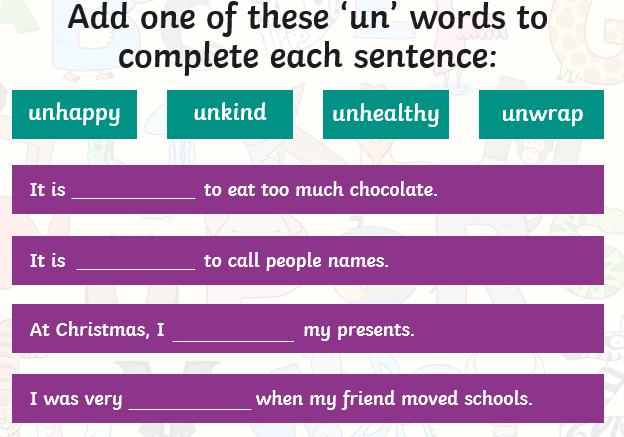 Add one of these ‘un’ words to
complete each sentence:
unhappy unkind unhealthy unwrap
It is ____________ to eat too much chocolate.
It is ____________ to call people names.
At Christmas, I ____________ my presents.
I was very ____________ when my friend moved schools.